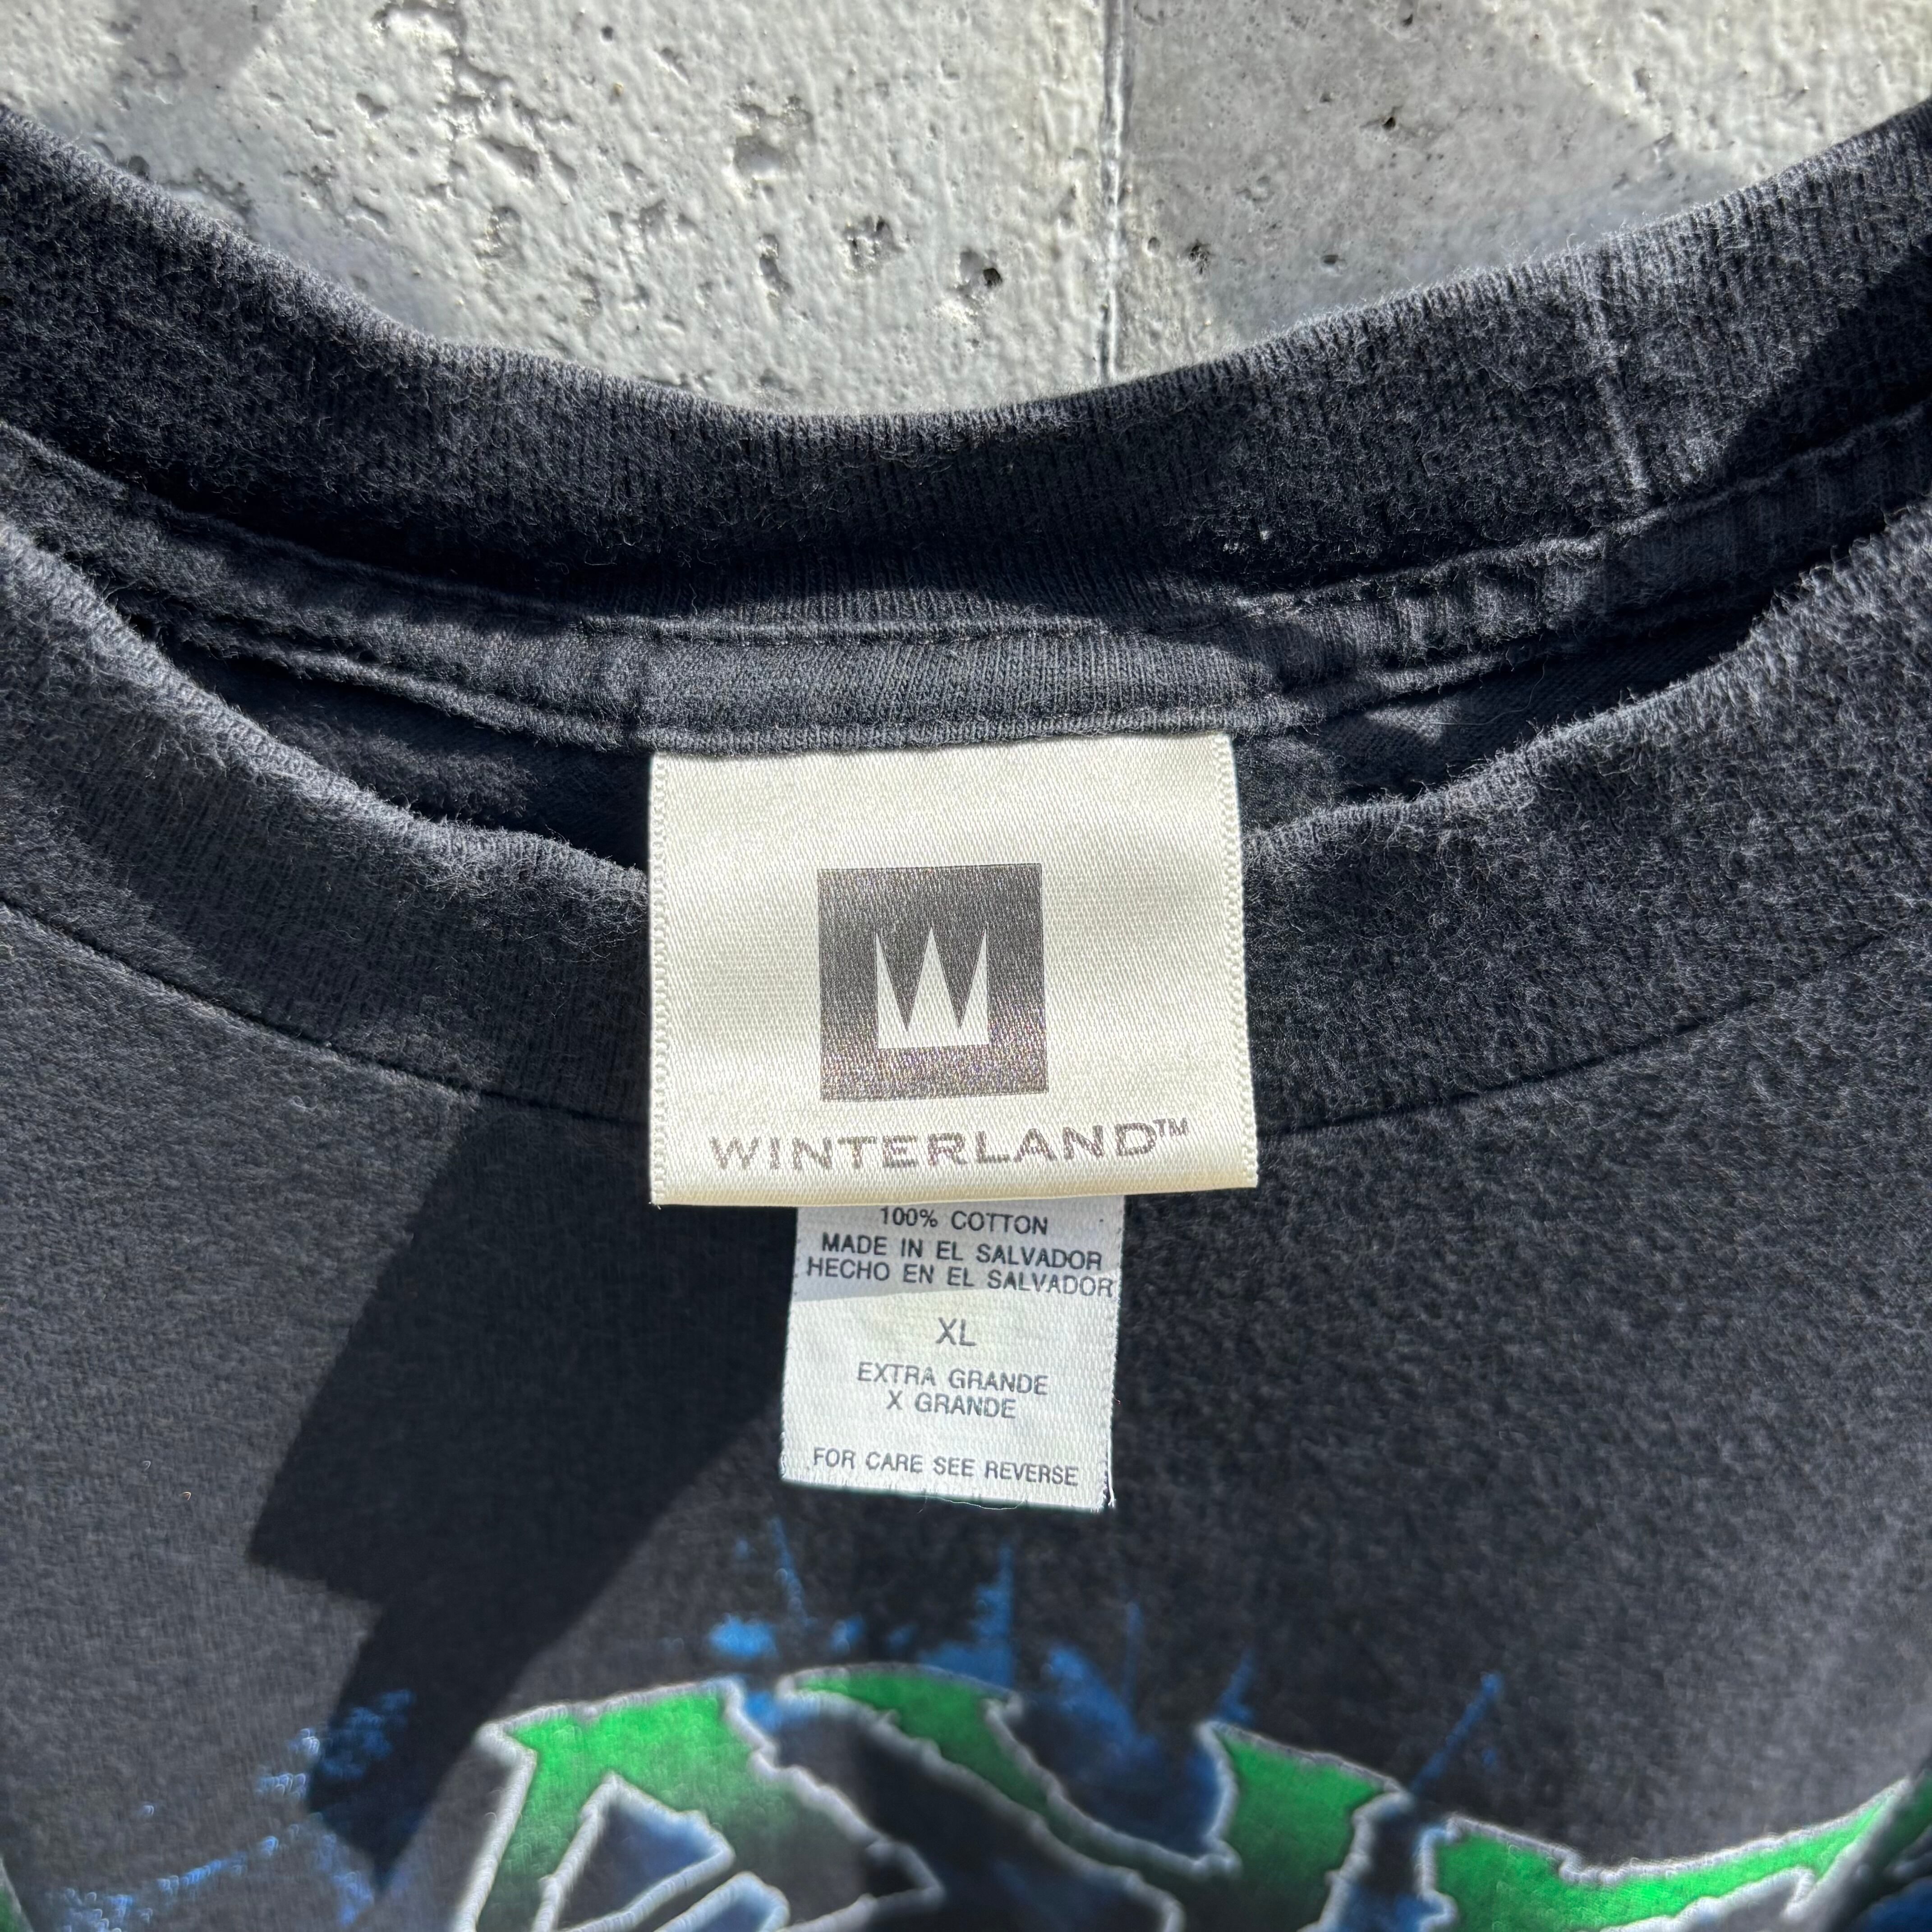 W
WINTERLAND™
100% COTTON
MADE IN EL SALVADOR
HECHO EN EL SALVADOR
XL
EXTRA GRANDE
X GRANDE
FOR CARE SEE REVERSE